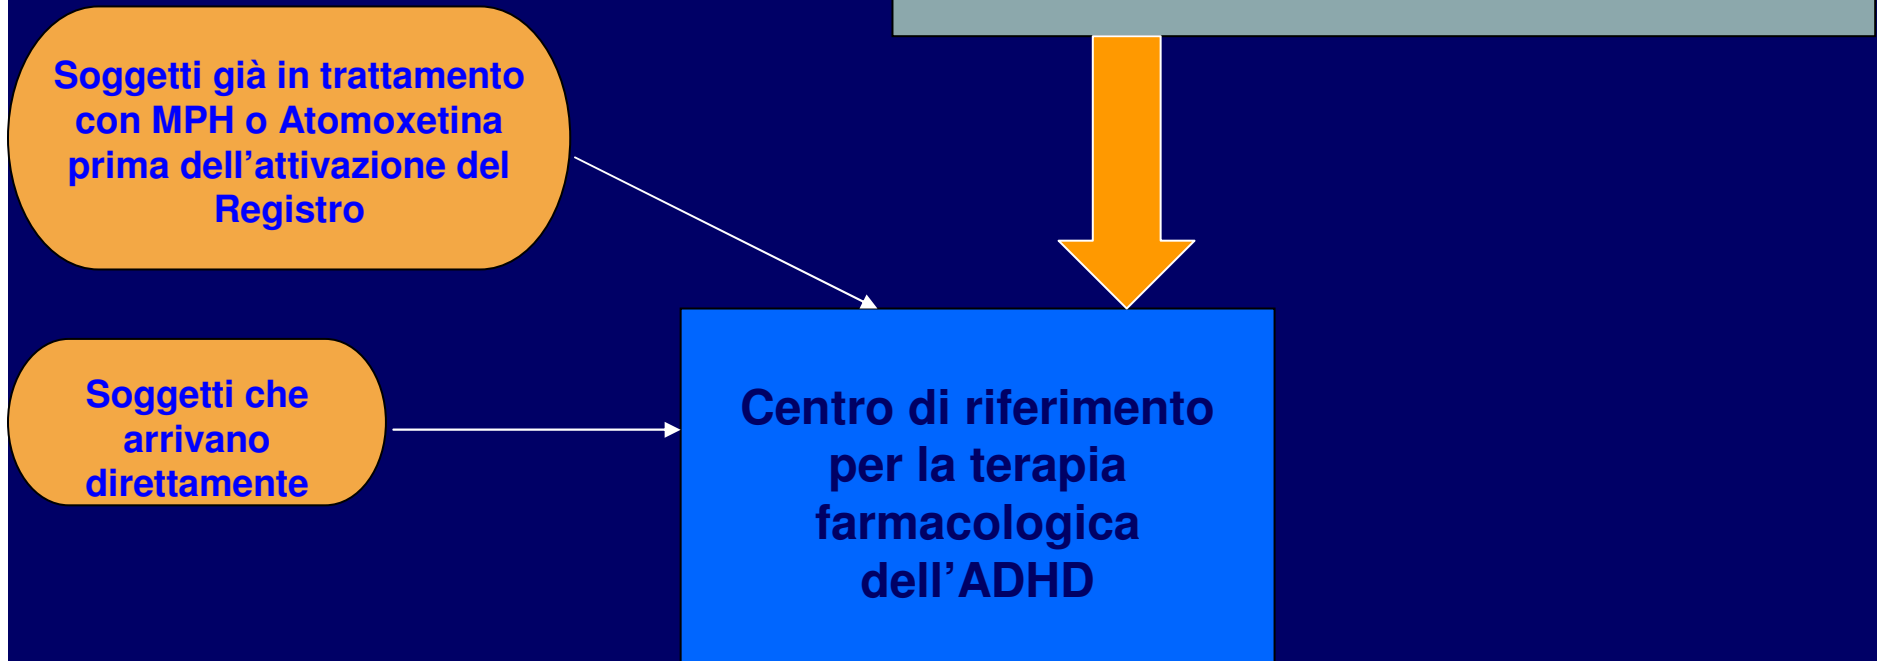 Soggetti già in trattamento
con MPH o Atomoxetina
prima dell’attivazione del
Registro
Soggetti che
arrivano
direttamente
Centro di riferimento
per la terapia
farmacologica
dell’ADHD